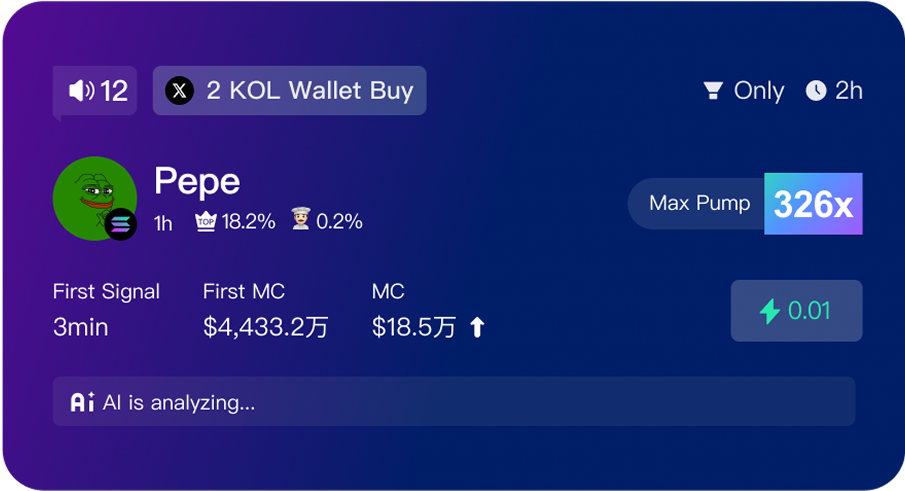 12 2 KOL Wallet Buy Only 2h
Pepe
1h TOP 18.2% 0.2%
Max Pump 326x
First Signal First MC MC
3min $4,433.2万 $18.5万
0.01
Ai AI is analyzing...